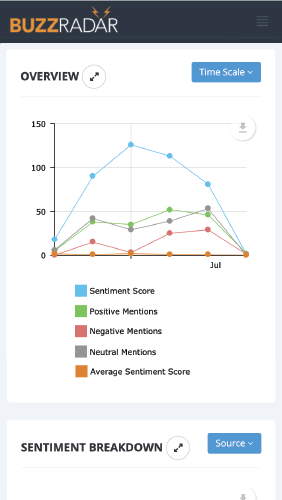 BUZZRADAR
OVERVIEW
Time Scale
150
100
50
0
Jul
Sentiment Score
Positive Mentions
Negative Mentions
Neutral Mentions
Average Sentiment Score
SENTIMENT BREAKDOWN
Source